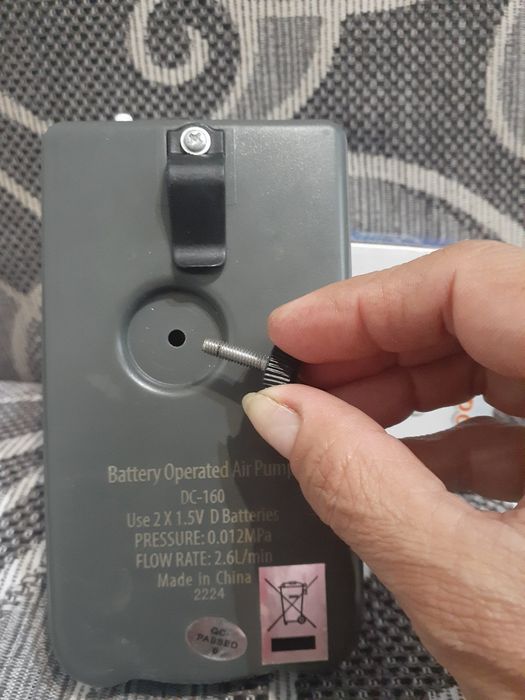 Battery Operated Air Pump
DC-160
Use 2 X 1.5V D Batteries
PRESSURE: 0.012MPa
FLOW RATE: 2.6L/min
Made in China
2224
QC
PASSED